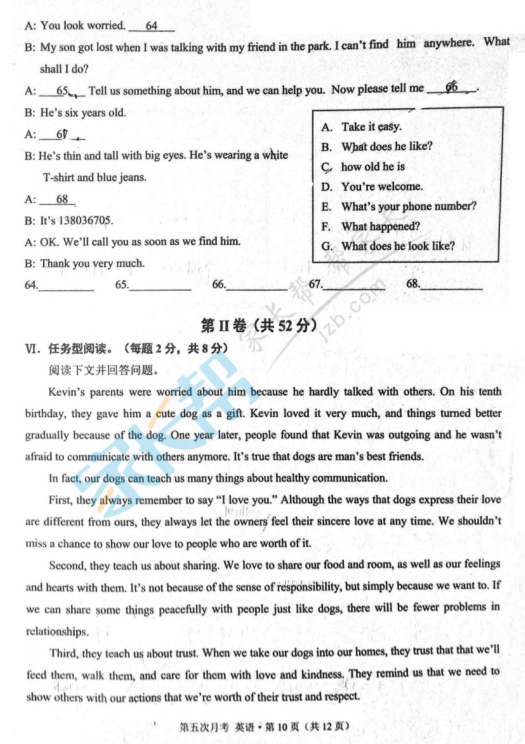 A: You look worried. 64
B: My son got lost when I was talking with my friend in the park. I can't find him anywhere. What
shall I do?
A: 65 Tell us something about him, and we can help you. Now please tell me 66 .
B: He's six years old.
A: 67
B: He's thin and tall with big eyes. He's wearing a white
T-shirt and blue jeans.
A: 68
B: It's 138036705.
A: OK. We'll call you as soon as we find him.
B: Thank you very much.
A. Take it easy.
B. What does he like?
C. how old he is
D. You're welcome.
E. What's your phone number?
F. What happened?
G. What does he look like?
64. 65. 66. 67. 68.
第Ⅱ卷（共52分）
Ⅵ. 任务型阅读。（每题2分，共8分）
阅读下文并回答问题。
Kevin's parents were worried about him because he hardly talked with others. On his tenth
birthday, they gave him a cute dog as a gift. Kevin loved it very much, and things turned better
gradually because of the dog. One year later, people found that Kevin was outgoing and he wasn't
afraid to communicate with others anymore. It's true that dogs are man's best friends.
In fact, our dogs can teach us many things about healthy communication.
First, they always remember to say "I love you." Although the ways that dogs express their love
are different from ours, they always let the owners feel their sincere love at any time. We shouldn't
miss a chance to show our love to people who are worth of it.
Second, they teach us about sharing. We love to share our food and room, as well as our feelings
and hearts with them. It's not because of the sense of responsibility, but simply because we want to. If
we can share some things peacefully with people just like dogs, there will be fewer problems in
relationships.
Third, they teach us about trust. When we take our dogs into our homes, they trust that that we'll
feed them, walk them, and care for them with love and kindness. They remind us that we need to
show others with our actions that we're worth of their trust and respect.
第五次月考 英语·第10页（共12页）
家长帮
jzb.com
家长帮